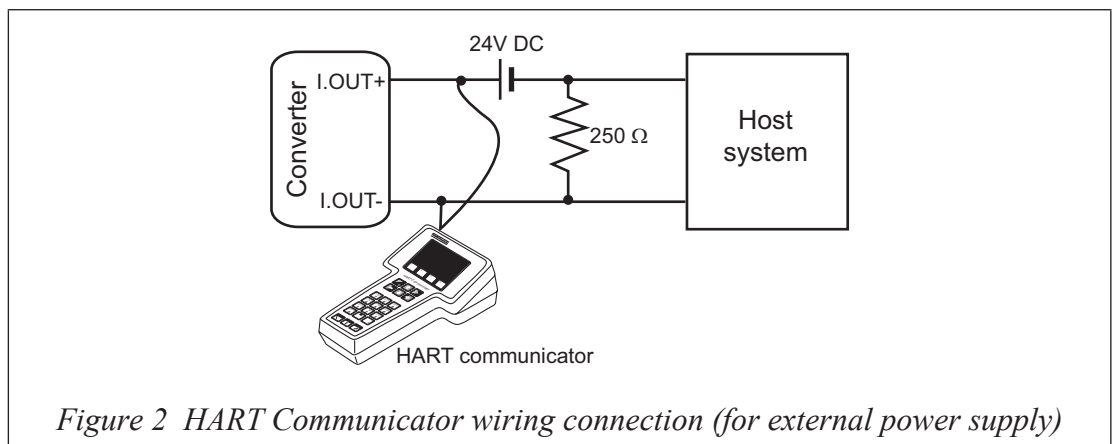 24V DC
I.OUT+
Converter
250 Ω
Host
system
I.OUT-
HART communicator
Figure 2  HART Communicator wiring connection (for external power supply)